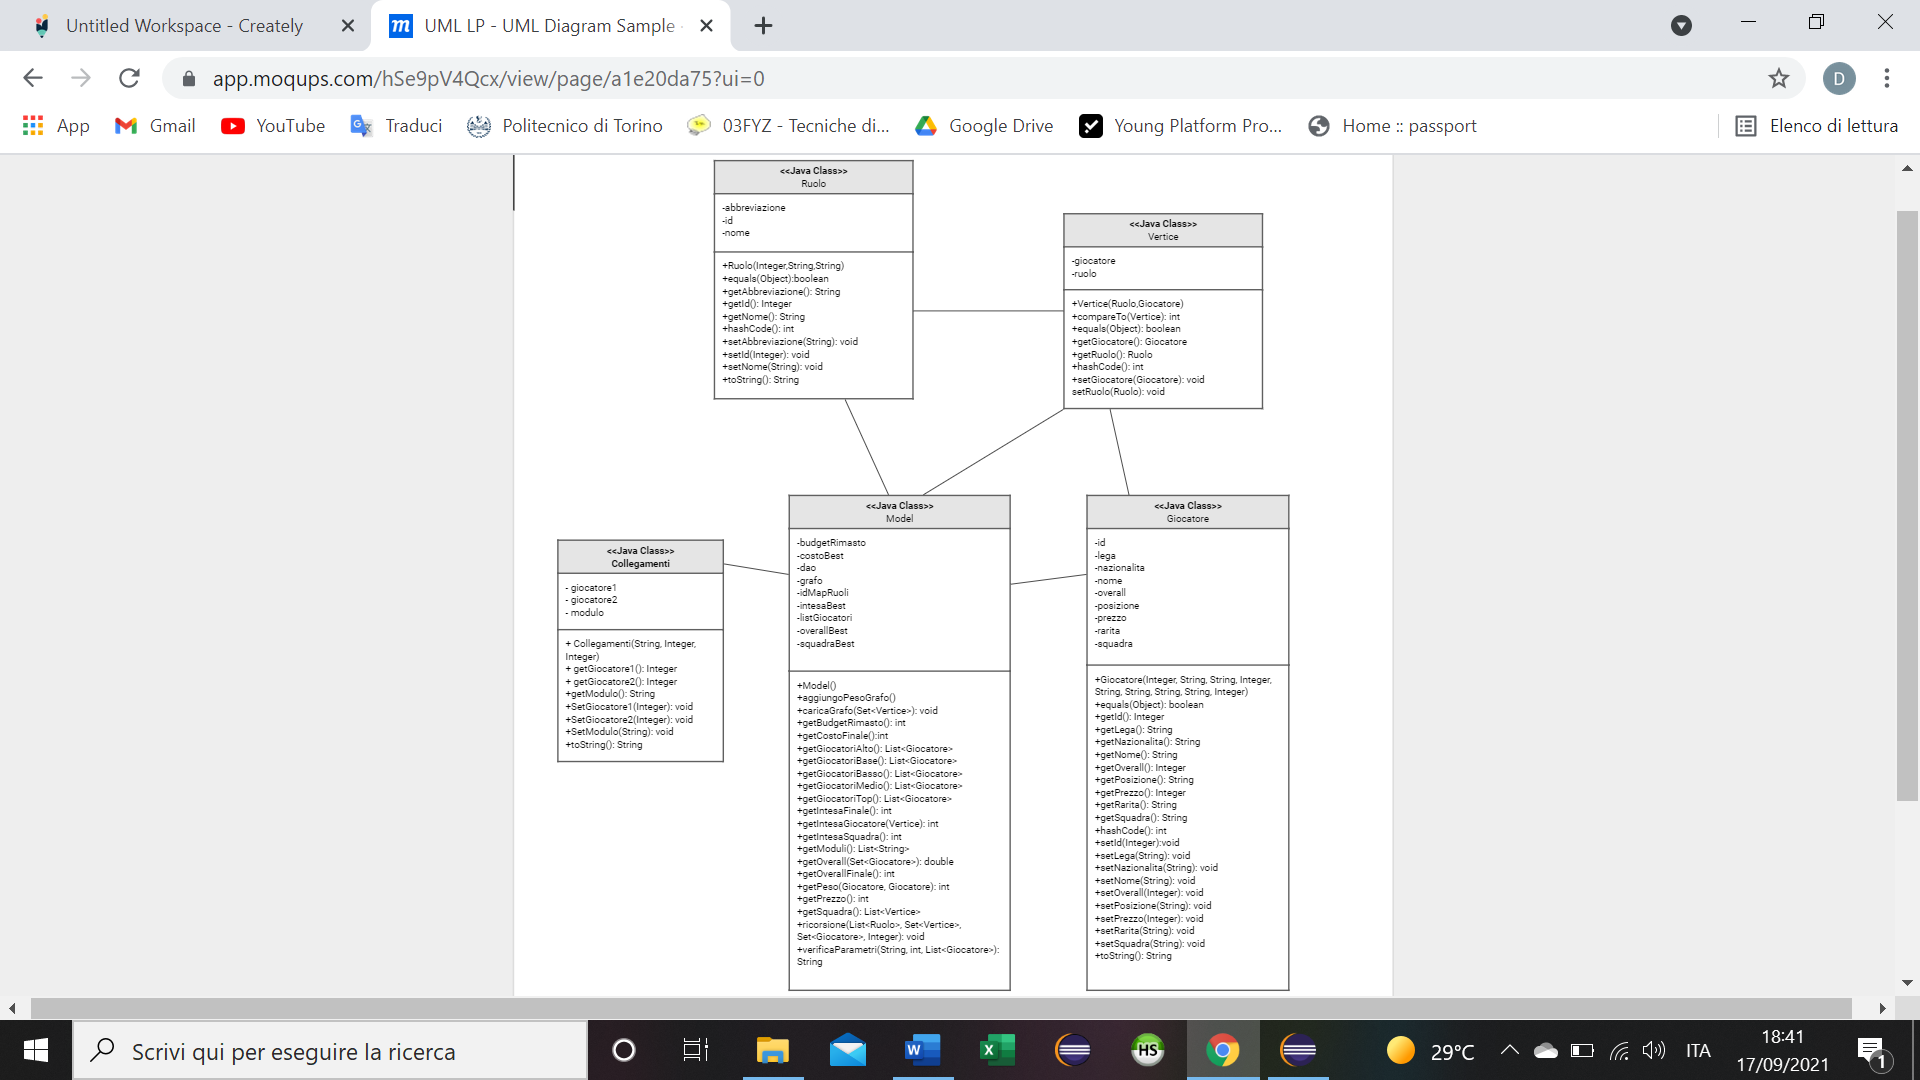 Untitled Workspace - Creately
UML LP - UML Diagram Sample
app.moqups.com/hSe9pV4Qcx/view/page/a1e20da75?ui=0
D
App
Gmail
YouTube
Traduci
Politecnico di Torino
03FYZ - Tecniche di...
Google Drive
Young Platform Pro...
Home :: passport
Elenco di lettura
<<Java Class>>
Ruolo
-abbreviazione
-id
-nome
+Ruolo(Integer,String,String)
+equals(Object):boolean
+getAbbreviazione(): String
+getId(): Integer
+getNome(): String
+hashCode(): int
+setAbbreviazione(String): void
+setId(Integer): void
+setNome(String): void
+toString(): String
<<Java Class>>
Vertice
-giocatore
-ruolo
+Vertice(Ruolo,Giocatore)
+compareTo(Vertice): int
+equals(Object): boolean
+getGiocatore(): Giocatore
+getRuolo(): Ruolo
+hashCode(): int
+setGiocatore(Giocatore): void
setRuolo(Ruolo): void
<<Java Class>>
Collegamenti
- giocatore1
- giocatore2
- modulo
+ Collegamenti(String, Integer,
Integer)
+ getGiocatore1(): Integer
+ getGiocatore2(): Integer
+getModulo(): String
+SetGiocatore1(Integer): void
+SetGiocatore2(Integer): void
+SetModulo(String): void
+toString(): String
<<Java Class>>
Model
-budgetRimasto
-costoBest
-dao
-grafo
-idMapRuoli
-intesaBest
-listGiocatori
-overallBest
-squadraBest
+Model()
+aggiungoPesoGrafo()
+caricaGrafo(Set<Vertice>): void
+getBudgetRimasto(): int
+getCostoFinale():int
+getGiocatoriAlto(): List<Giocatore>
+getGiocatoriBase(): List<Giocatore>
+getGiocatoriBasso(): List<Giocatore>
+getGiocatoriMedio(): List<Giocatore>
+getGiocatoriTop(): List<Giocatore>
+getIntesaFinale(): int
+getIntesaGiocatore(Vertice): int
+getIntesaSquadra(): int
+getModuli(): List<String>
+getOverall(Set<Giocatore>): double
+getOverallFinale(): int
+getPeso(Giocatore, Giocatore): int
+getPrezzo(): int
+getSquadra(): List<Vertice>
+ricorsione(List<Ruolo>, Set<Vertice>,
Set<Giocatore>, Integer): void
+verificaParametri(String, int, List<Giocatore>):
String
<<Java Class>>
Giocatore
-id
-lega
-nazionalita
-nome
-overall
-posizione
-prezzo
-rarita
-squadra
+Giocatore(Integer, String, String, Integer,
String, String, String, String, Integer)
+equals(Object): boolean
+getId(): Integer
+getLega(): String
+getNazionalita(): String
+getNome(): String
+getOverall(): Integer
+getPosizione(): String
+getPrezzo(): Integer
+getRarita(): String
+getSquadra(): String
+hashCode(): int
+setId(Integer):void
+setLega(String): void
+setNazionalita(String): void
+setNome(String): void
+setOverall(Integer): void
+setPosizione(String): void
+setPrezzo(Integer): void
+setRarita(String): void
+setSquadra(String): void
+toString(): String
Scrivi qui per eseguire la ricerca
29°C
ITA
18:41
17/09/2021
1